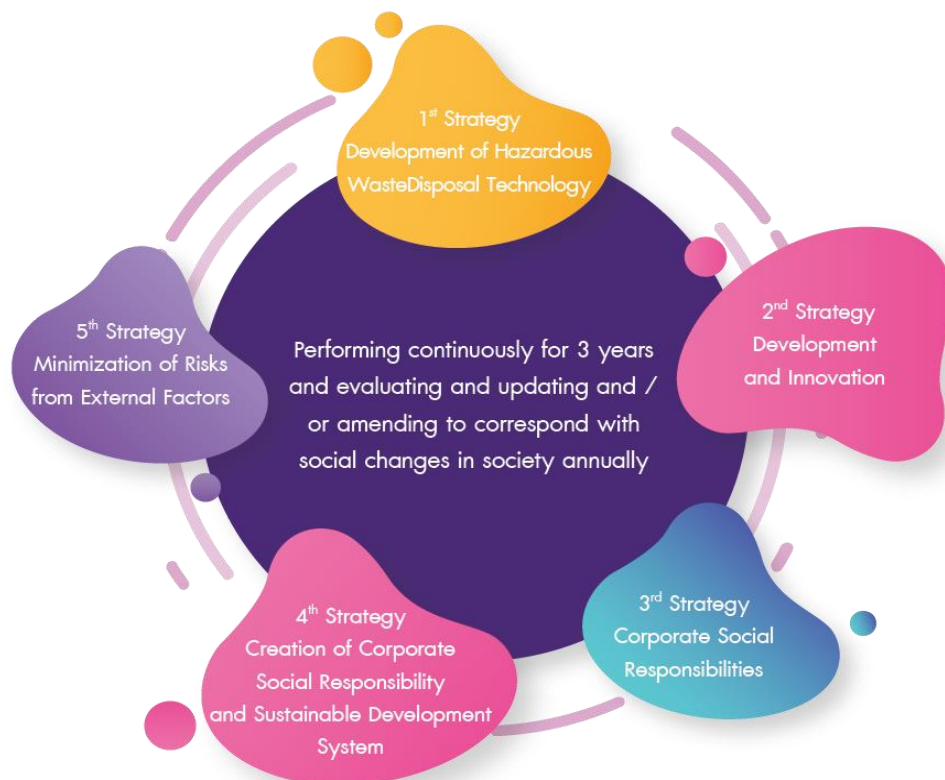 1st Strategy
Development of Hazardous
WasteDisposal Technology
2nd Strategy
Development
and Innovation
3rd Strategy
Corporate Social
Responsibilities
4th Strategy
Creation of Corporate
Social Responsibility
and Sustainable Development
System
5th Strategy
Minimization of Risks
from External Factors
Performing continuously for 3 years
and evaluating and updating and /
or amending to correspond with
social changes in society annually